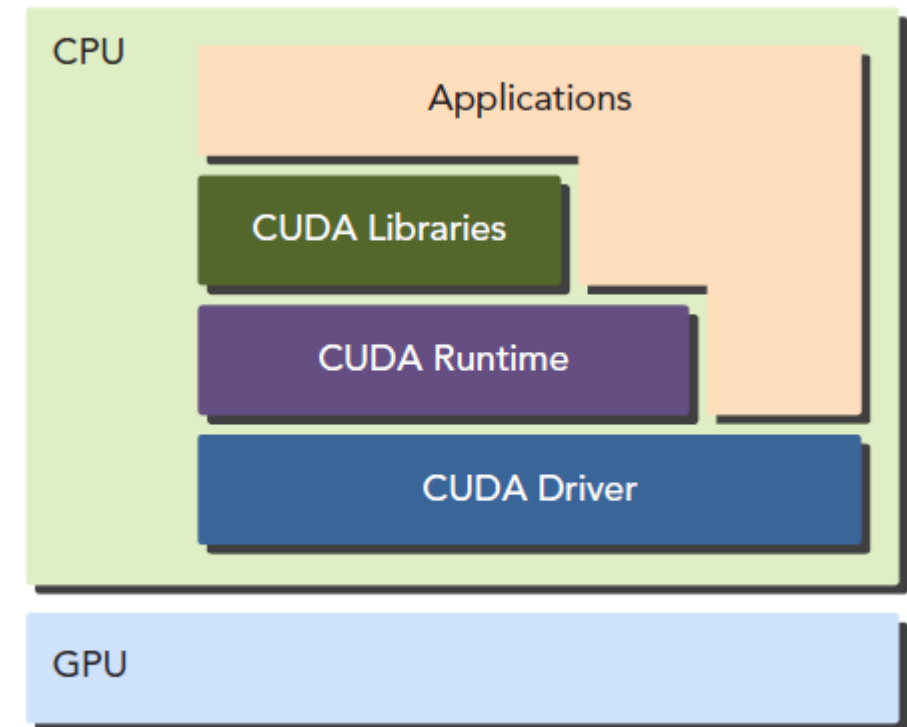 CPU
Applications
CUDA Libraries
CUDA Runtime
CUDA Driver
GPU